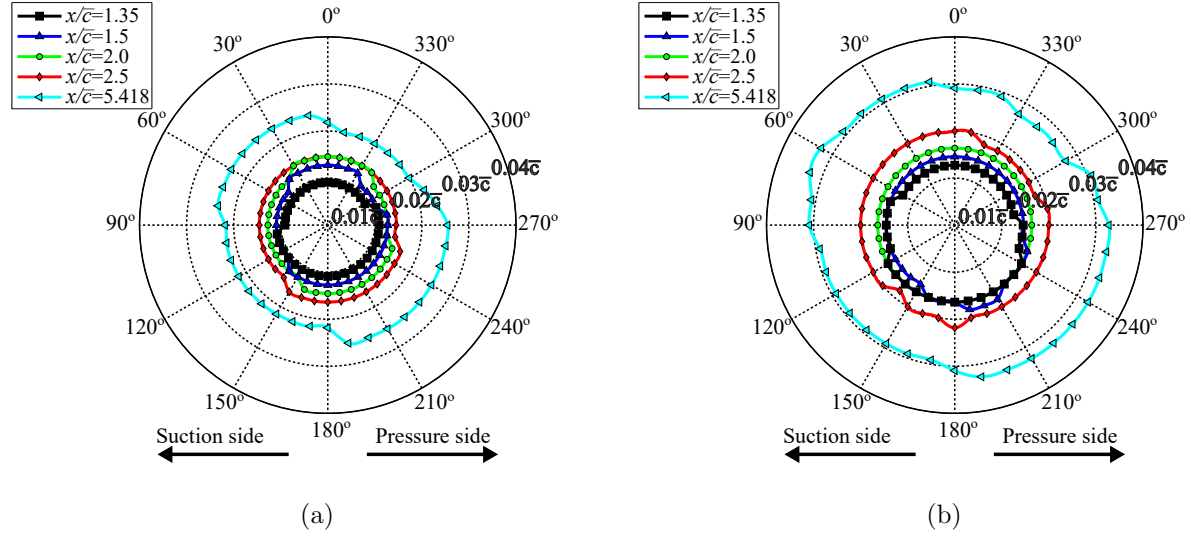 x/c̅=1.35
x/c̅=1.5
x/c̅=2.0
x/c̅=2.5
x/c̅=5.418
0º
30º
330º
60º
300º
90º
270º
120º
240º
150º
210º
180º
0.01c̅
0.02c̅
0.03c̅
0.04c̅
Suction side
Pressure side
(a)
x/c̅=1.35
x/c̅=1.5
x/c̅=2.0
x/c̅=2.5
x/c̅=5.418
0º
30º
330º
60º
300º
90º
270º
120º
240º
150º
210º
180º
0.01c̅
0.02c̅
0.03c̅
0.04c̅
Suction side
Pressure side
(b)